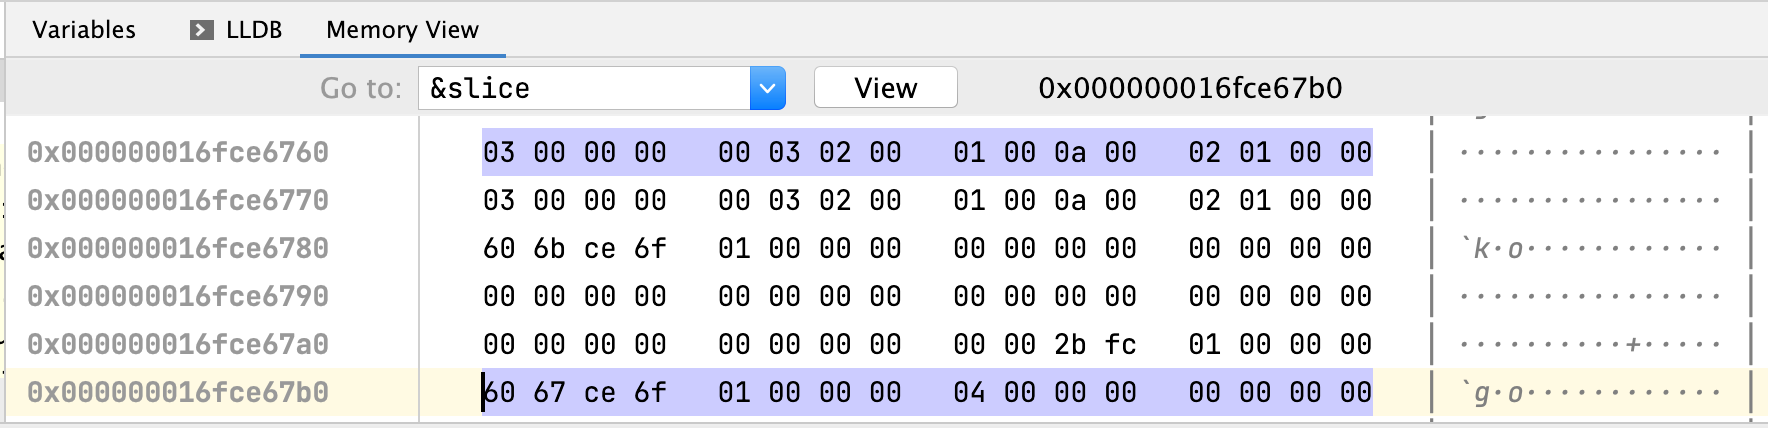 Variables LLDB Memory View
Go to: &slice View 0x000000016fce67b0
0x000000016fce6760 03 00 00 00 00 03 02 00 01 00 0a 00 02 01 00 00 ················
0x000000016fce6770 03 00 00 00 00 03 02 00 01 00 0a 00 02 01 00 00 ················
0x000000016fce6780 60 6b ce 6f 01 00 00 00 00 00 00 00 00 00 00 00 `k·o············
0x000000016fce6790 00 00 00 00 00 00 00 00 00 00 00 00 00 00 00 00 ················
0x000000016fce67a0 00 00 00 00 00 00 00 00 00 00 2b fc 01 00 00 00 ··········+·····
0x000000016fce67b0 60 67 ce 6f 01 00 00 00 04 00 00 00 00 00 00 00 `g·o············